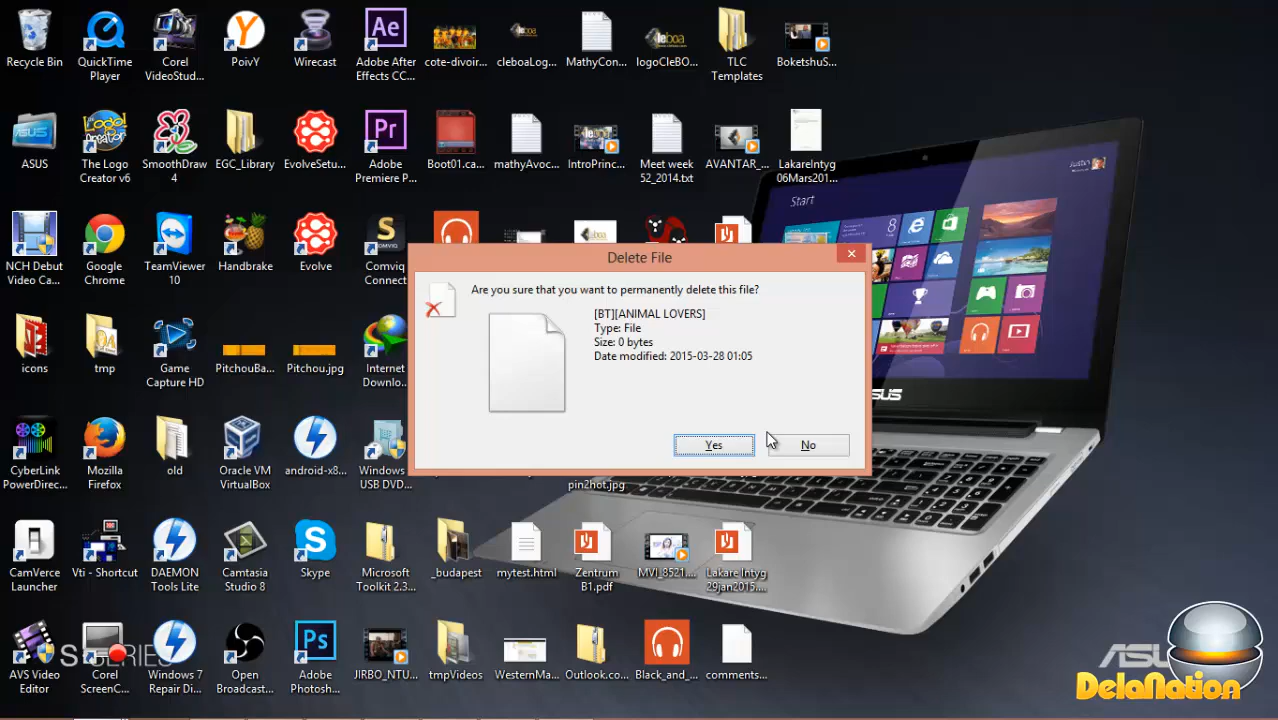 Recycle Bin
QuickTime
Player
Corel
VideoStud...
PoivY
Wirecast
Adobe After
Effects CC...
cote-divoir...
cleboaLog...
MathyCon...
logoCleBO...
TLC
Templates
BoketshuS...
ASUS
The Logo
Creator v6
SmoothDraw
4
EGC_Library
EvolveSetu...
Adobe
Premiere P...
Boot01.ca...
mathyAvoc...
IntroPrinc...
Meet week
52_2014.txt
AVANTAR_...
LakareIntyg
06Mars201...
Start
Justin
NCH Debut
Video Ca...
Google
Chrome
TeamViewer
10
Handbrake
Evolve
Comviq
Connect
Delete File
Are you sure that you want to permanently delete this file?
[BT][ANIMAL LOVERS]
Type: File
Size: 0 bytes
Date modified: 2015-03-28 01:05
Yes
No
icons
tmp
Game
Capture HD
PitchouBa...
Pitchou.jpg
Internet
Downlo...
CyberLink
PowerDirec...
Mozilla
Firefox
old
Oracle VM
VirtualBox
android-x8...
Windows
USB DVD...
pin2hot.jpg
CamVerce
Launcher
Vti - Shortcut
DAEMON
Tools Lite
Camtasia
Studio 8
Skype
Microsoft
Toolkit 2.3...
_budapest
mytest.html
Zentrum
B1.pdf
MVI_8521....
Lakare Intyg
29jan2015....
AVS Video
Editor
Corel
ScreenC...
Windows 7
Repair Di...
Open
Broadcast...
Adobe
Photosh...
JIRBO_NTU...
tmpVideos
WesternMa...
Outlook.co...
Black_and_...
comments...
DelaNation